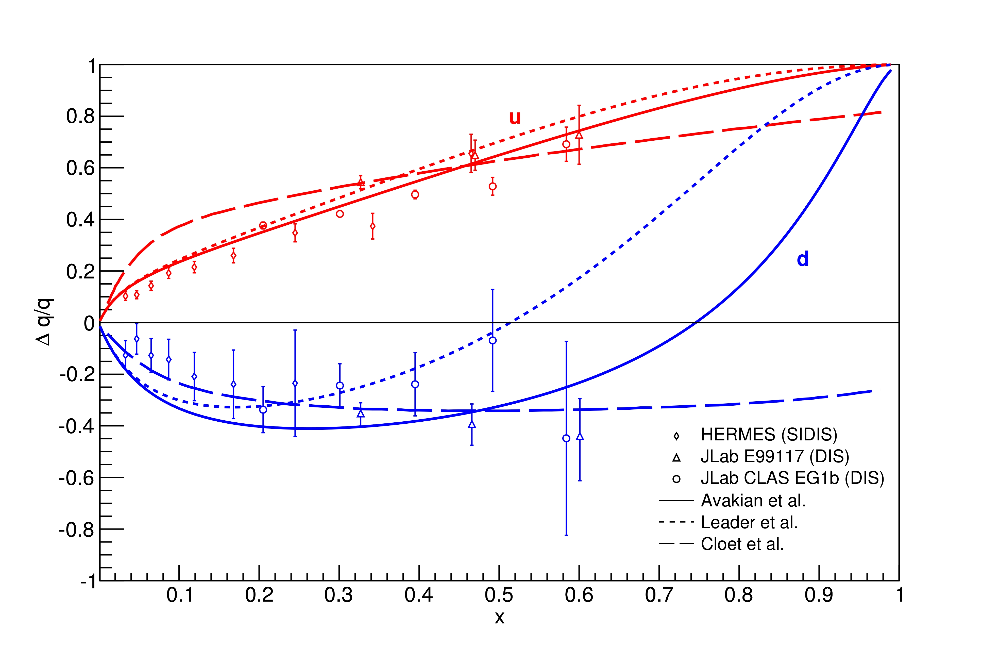 1
0.8
0.6
0.4
0.2
0
-0.2
-0.4
-0.6
-0.8
-1
Δ q/q
u
d
HERMES (SIDIS)
JLab E99117 (DIS)
JLab CLAS EG1b (DIS)
Avakian et al.
Leader et al.
Cloet et al.
0.1 0.2 0.3 0.4 0.5 0.6 0.7 0.8 0.9 1
x